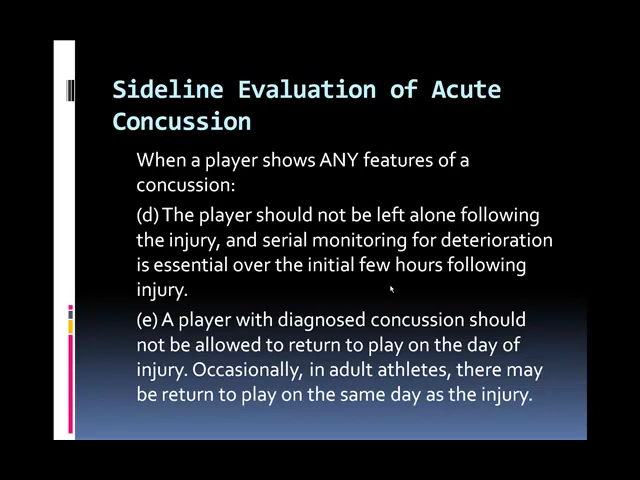 Sideline Evaluation of Acute
Concussion
When a player shows ANY features of a
concussion:
(d) The player should not be left alone following
the injury, and serial monitoring for deterioration
is essential over the initial few hours following
injury.
(e) A player with diagnosed concussion should
not be allowed to return to play on the day of
injury. Occasionally, in adult athletes, there may
be return to play on the same day as the injury.